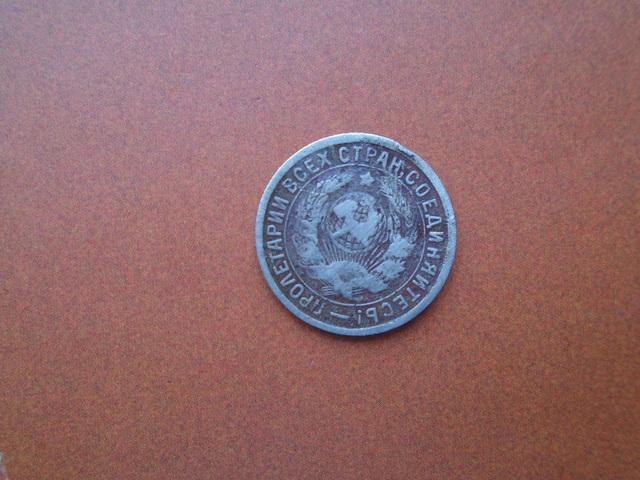 ПРОЛЕТАРИИ ВСЕХ СТРАН, СОЕДИНЯЙТЕСЬ! —